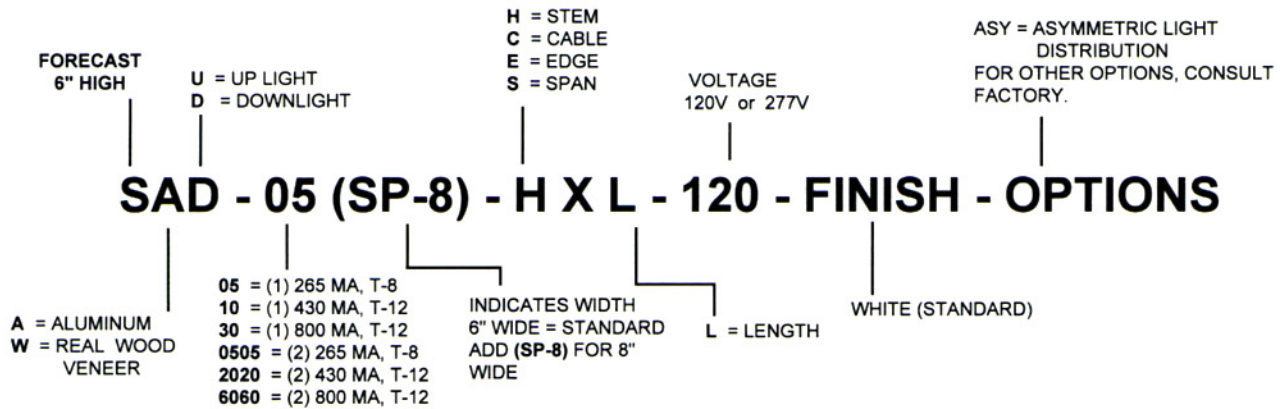 H = STEM
C = CABLE
E = EDGE
S = SPAN
ASY = ASYMMETRIC LIGHT
DISTRIBUTION
FOR OTHER OPTIONS, CONSULT
FACTORY.
FORECAST
6" HIGH
U = UP LIGHT
D = DOWNLIGHT
VOLTAGE
120V or 277V
SAD - 05 (SP-8) - H X L - 120 - FINISH - OPTIONS
A = ALUMINUM
W = REAL WOOD
VENEER
05 = (1) 265 MA, T-8
10 = (1) 430 MA, T-12
30 = (1) 800 MA, T-12
0505 = (2) 265 MA, T-8
2020 = (2) 430 MA, T-12
6060 = (2) 800 MA, T-12
INDICATES WIDTH
6" WIDE = STANDARD
ADD (SP-8) FOR 8"
WIDE
L = LENGTH
WHITE (STANDARD)